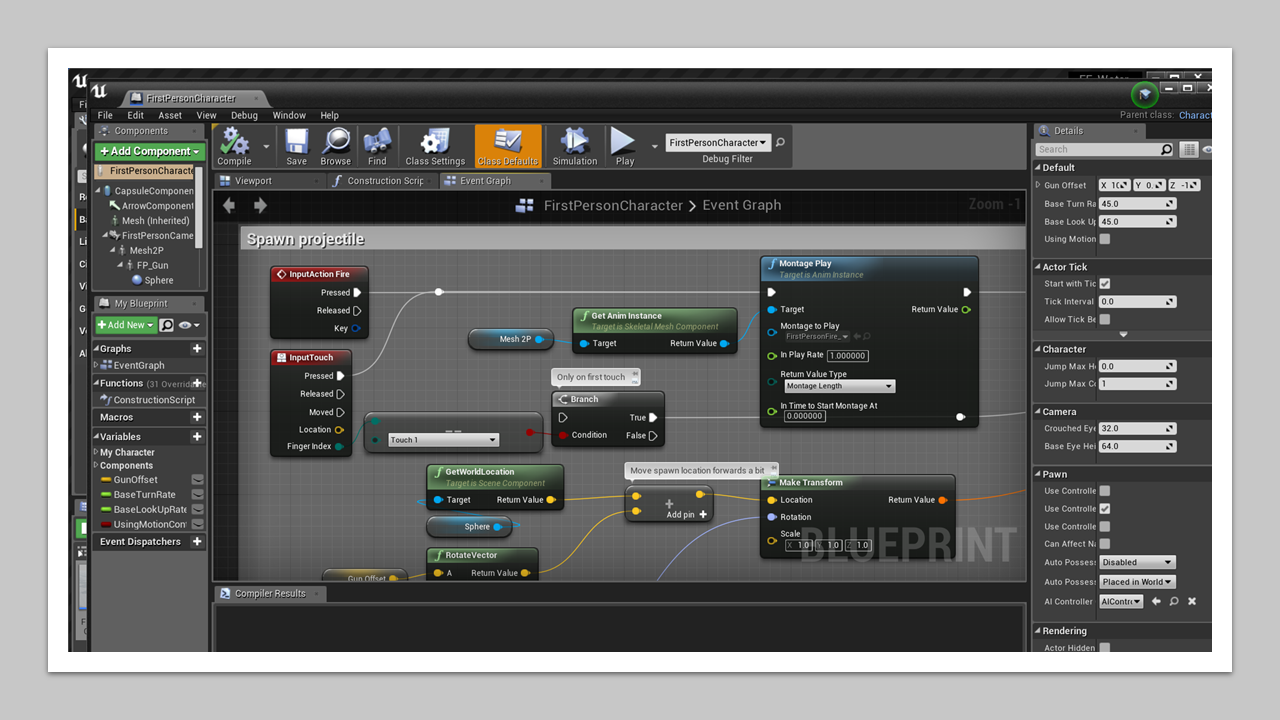 FirstPersonCharacter
File Edit Asset View Debug Window Help
Parent class: Charac
Components
+ Add Component
FirstPersonCharacte
CapsuleComponen
ArrowComponent
Mesh (Inherited)
FirstPersonCame
Mesh2P
FP_Gun
Sphere
My Blueprint
+ Add New
Graphs
EventGraph
Functions (31 Overridab
ConstructionScript
Macros
Variables
My Character
Components
GunOffset
BaseTurnRate
BaseLookUpRate
UsingMotionCont
Event Dispatchers
Compile Save Browse Find Class Settings Class Defaults Simulation Play
FirstPersonCharacter
Debug Filter
Viewport Construction Scrip Event Graph
FirstPersonCharacter > Event Graph
Zoom -1
Spawn projectile
InputAction Fire
Pressed
Released
Key
InputTouch
Pressed
Released
Moved
Location
Finger Index
Touch 1
Mesh 2P
Get Anim Instance
Target is Skeletal Mesh Component
Target Return Value
Only on first touch
Branch
True
Condition False
Montage Play
Target is Anim Instance
Target Return Value
Montage to Play
FirstPersonFire_
In Play Rate 1.000000
Return Value Type
Montage Length
In Time to Start Montage At
0.000000
GetWorldLocation
Target is Scene Component
Target Return Value
Sphere
RotateVector
A Return Value
Gun Offset
Move spawn location forwards a bit
Add pin +
Make Transform
Location Return Value
Rotation
Scale
X 1.0 Y 1.0 Z 1.0
BLUEPRINT
Compiler Results
Details
Search
Default
Gun Offset X 10 Y 0. Z -1
Base Turn Ra 45.0
Base Look Up 45.0
Using Motion
Actor Tick
Start with Tic
Tick Interval 0.0
Allow Tick Be
Character
Jump Max H 0.0
Jump Max C 1
Camera
Crouched Eye 32.0
Base Eye Hei 64.0
Pawn
Use Controlle
Use Controlle
Use Controlle
Can Affect Na
Auto Possess Disabled
Auto Possess Placed in World
AI Controller AIContro
Rendering
Actor Hidden